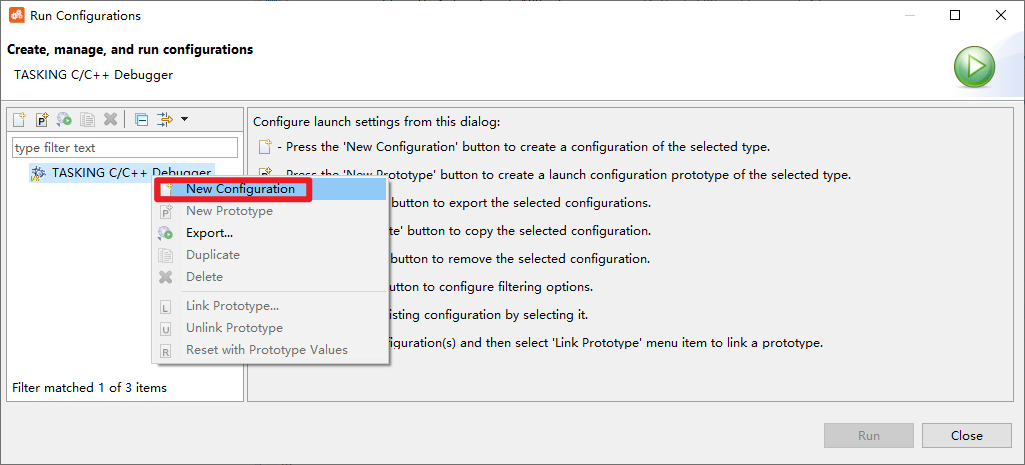 Run Configurations
Create, manage, and run configurations
TASKING C/C++ Debugger
type filter text
TASKING C/C++ Debugger
New Configuration
New Prototype
Export...
Duplicate
Delete
Link Prototype...
Unlink Prototype
Reset with Prototype Values
Filter matched 1 of 3 items
Configure launch settings from this dialog:
- Press the 'New Configuration' button to create a configuration of the selected type.
- Press the 'New Prototype' button to create a launch configuration prototype of the selected type.
button to export the selected configurations.
te' button to copy the selected configuration.
button to remove the selected configuration.
button to configure filtering options.
isting configuration by selecting it.
figuration(s) and then select 'Link Prototype' menu item to link a prototype.
Run
Close